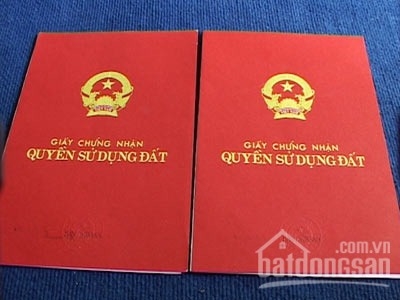 GIẤY CHỨNG NHẬN
QUYỀN SỬ DỤNG ĐẤT
GIẤY CHỨNG NHẬN
QUYỀN SỬ DỤNG ĐẤT
.com.vn
batdongsan